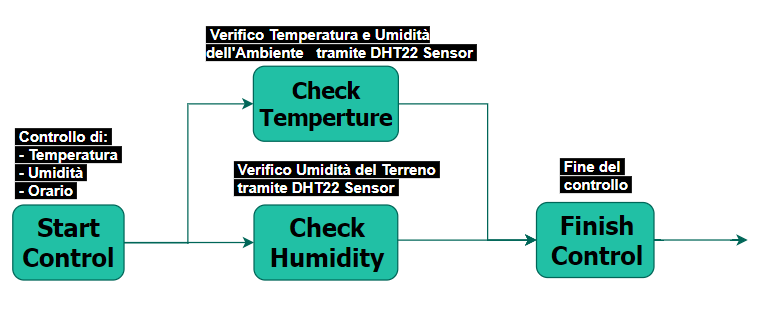 Verifico Temperatura e Umidità
dell'Ambiente tramite DHT22 Sensor
Check
Temperture
Controllo di:
- Temperatura
- Umidità
- Orario
Start
Control
Verifico Umidità del Terreno
tramite DHT22 Sensor
Check
Humidity
Fine del
controllo
Finish
Control